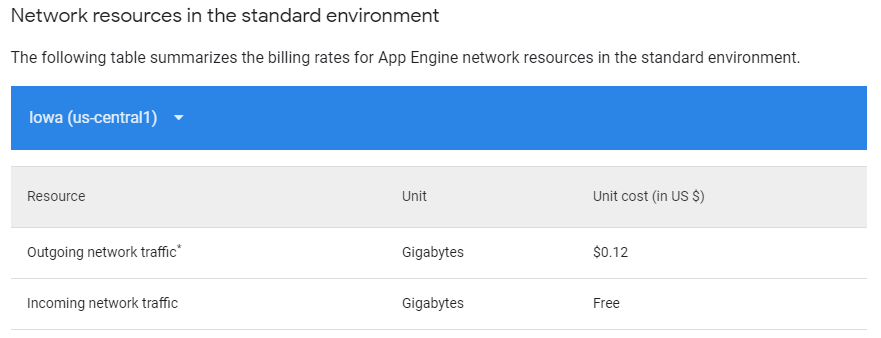 Network resources in the standard environment
The following table summarizes the billing rates for App Engine network resources in the standard environment.
Iowa (us-central1)
Resource Unit Unit cost (in US $)
Outgoing network traffic* Gigabytes $0.12
Incoming network traffic Gigabytes Free